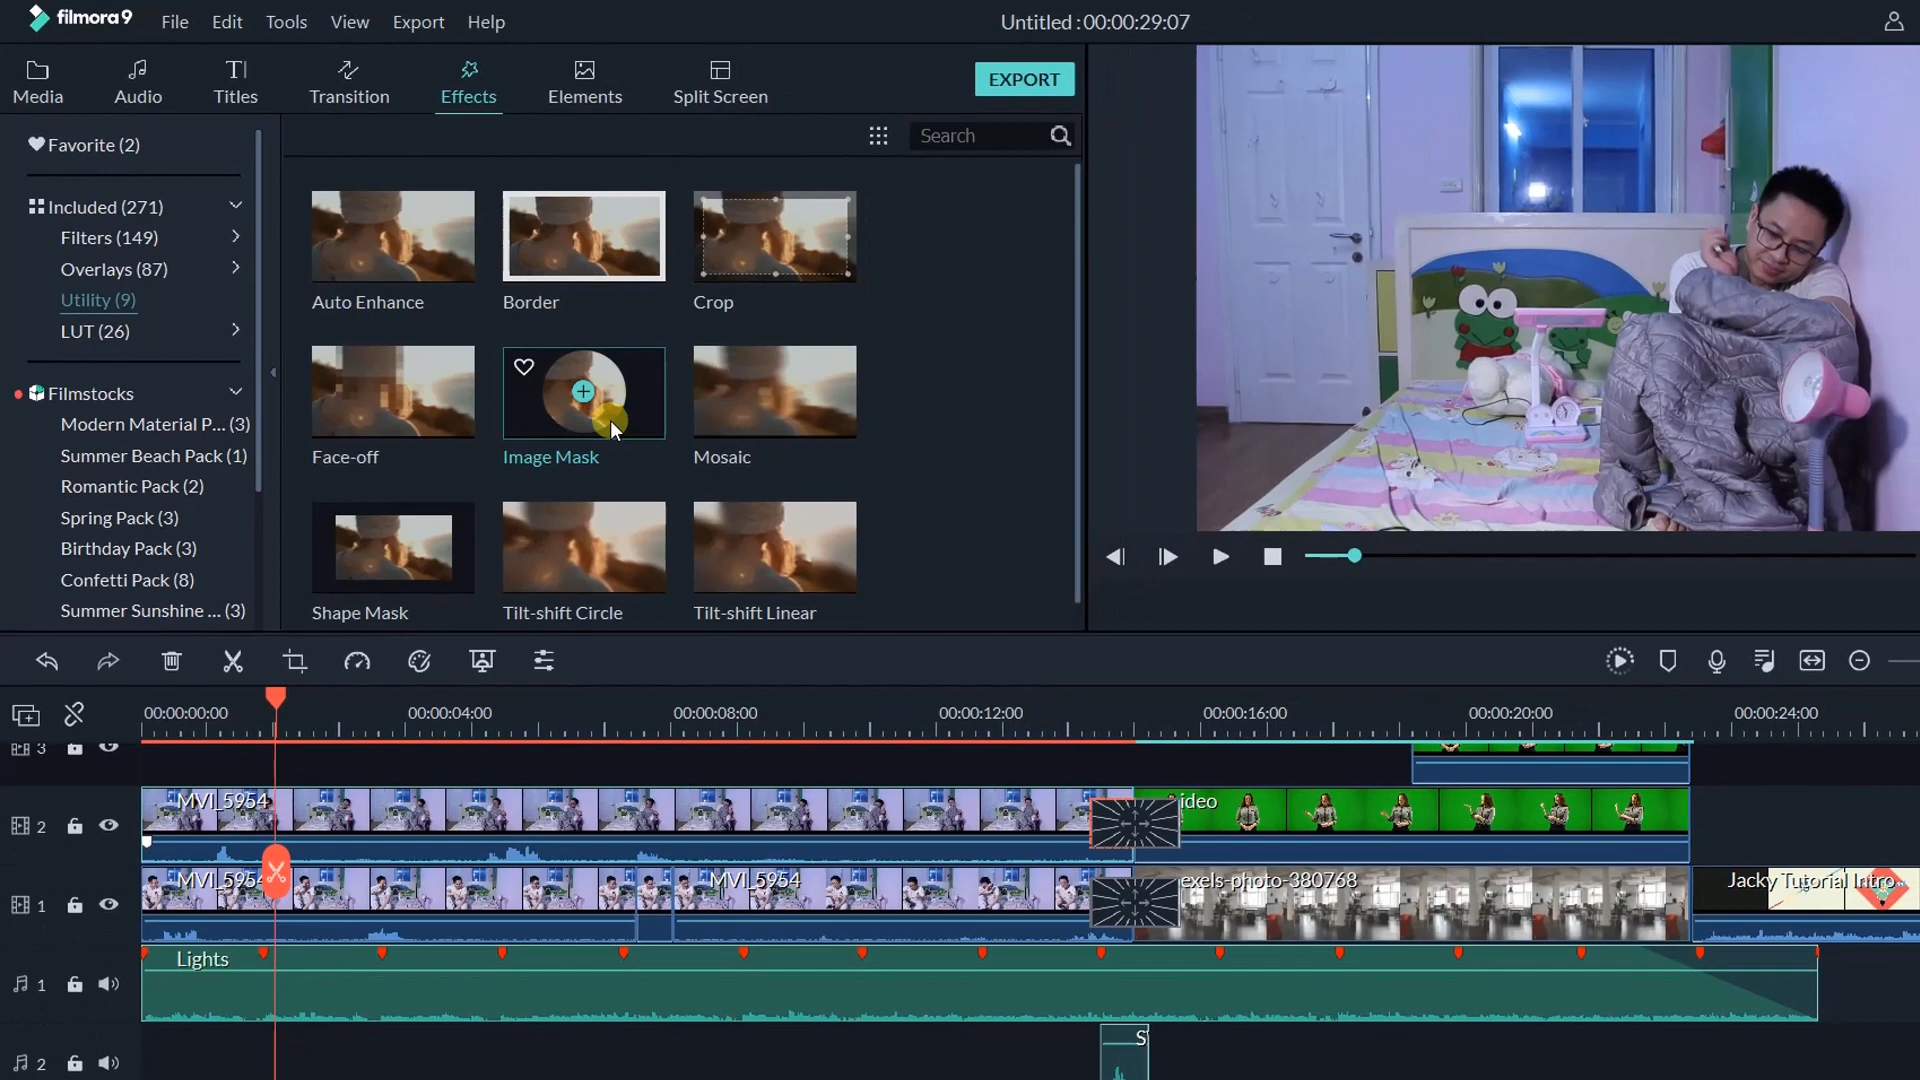 filmora9 File Edit Tools View Export Help Untitled : 00:00:29:07
Media Audio Titles Transition Effects Elements Split Screen EXPORT
Favorite (2) Search
Included (271)
Filters (149)
Overlays (87)
Utility (9)
LUT (26)
Filmstocks
Modern Material P... (3)
Summer Beach Pack (1)
Romantic Pack (2)
Spring Pack (3)
Birthday Pack (3)
Confetti Pack (8)
Summer Sunshine ... (3)
Auto Enhance Border Crop
Face-off Image Mask Mosaic
Shape Mask Tilt-shift Circle Tilt-shift Linear
00:00:00:00 00:00:04:00 00:00:08:00 00:00:12:00 00:00:16:00 00:00:20:00 00:00:24:00
3
2 MVI_5954 ideo
1 MVI_5954 MVI_5954 exels-photo-380768 Jacky Tutorial Intro
1 Lights
2 S